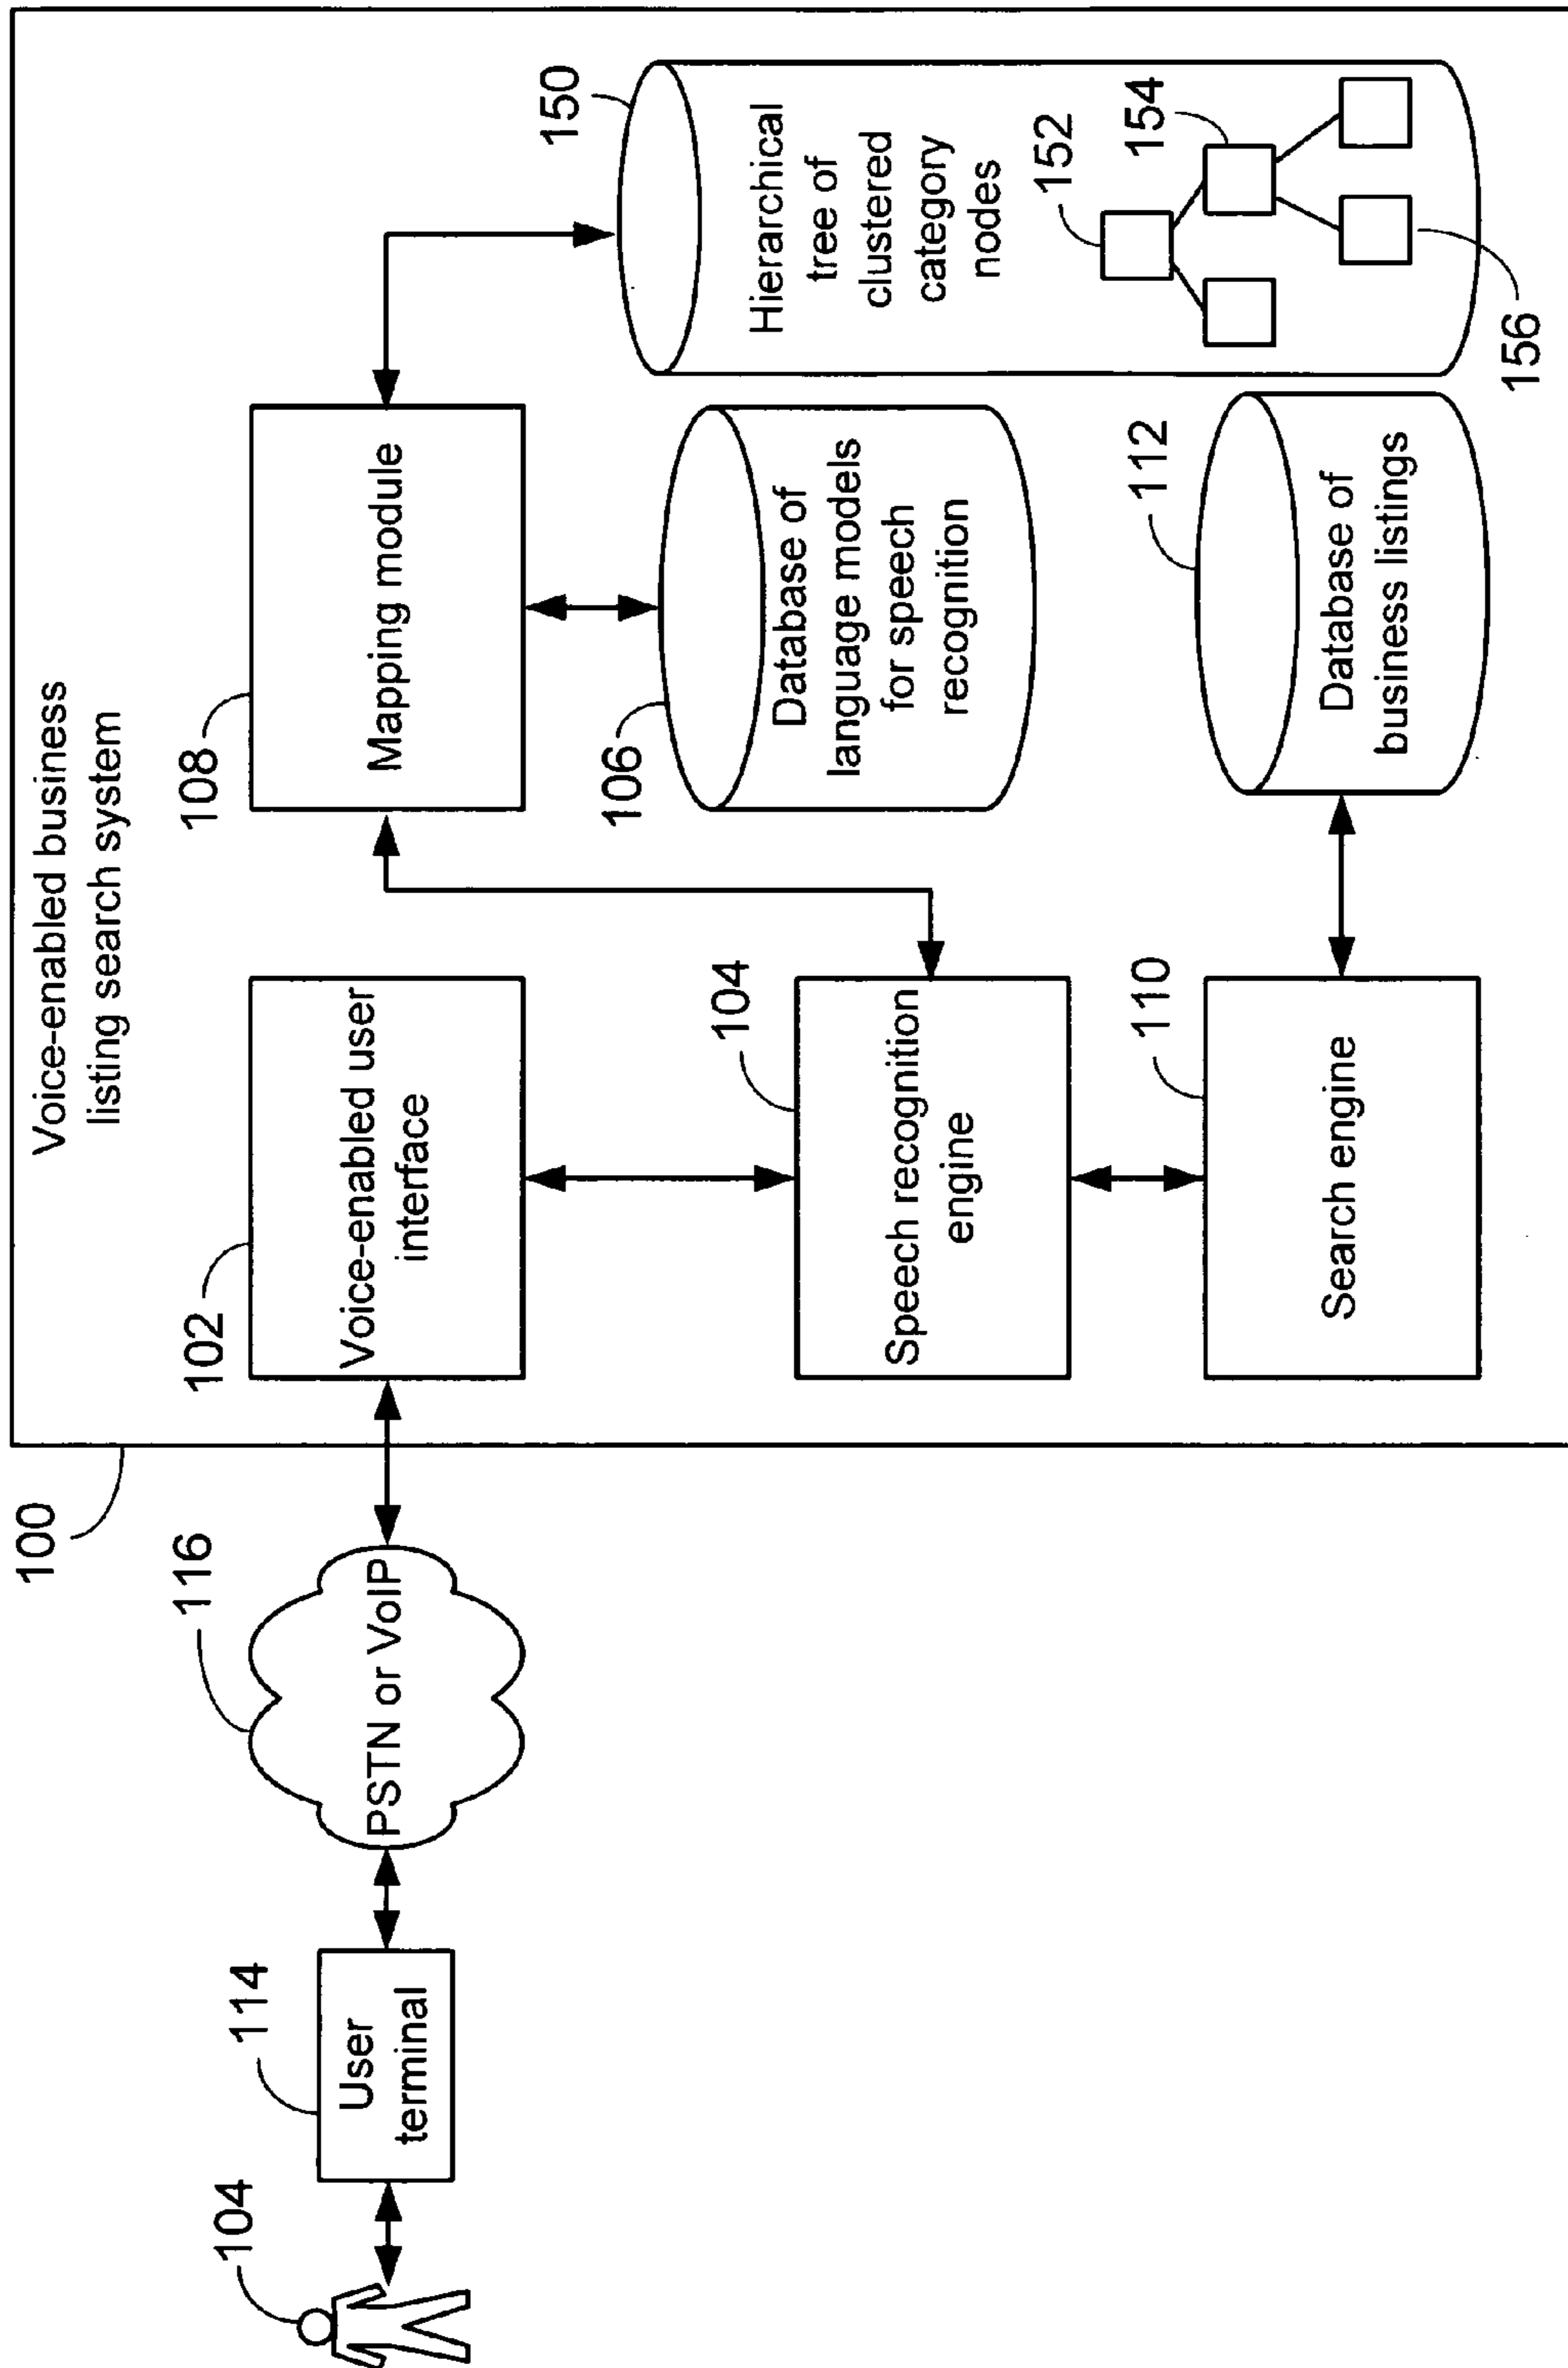 Voice-enabled business
listing search system
100
104
114
User
terminal
116
PSTN or VoIP
102
Voice-enabled user
interface
108
Mapping module
104
Speech recognition
engine
106
Database of
language models
for speech
recognition
110
Search engine
112
Database of
business listings
150
Hierarchical
tree of
clustered
category
nodes
152
154
156